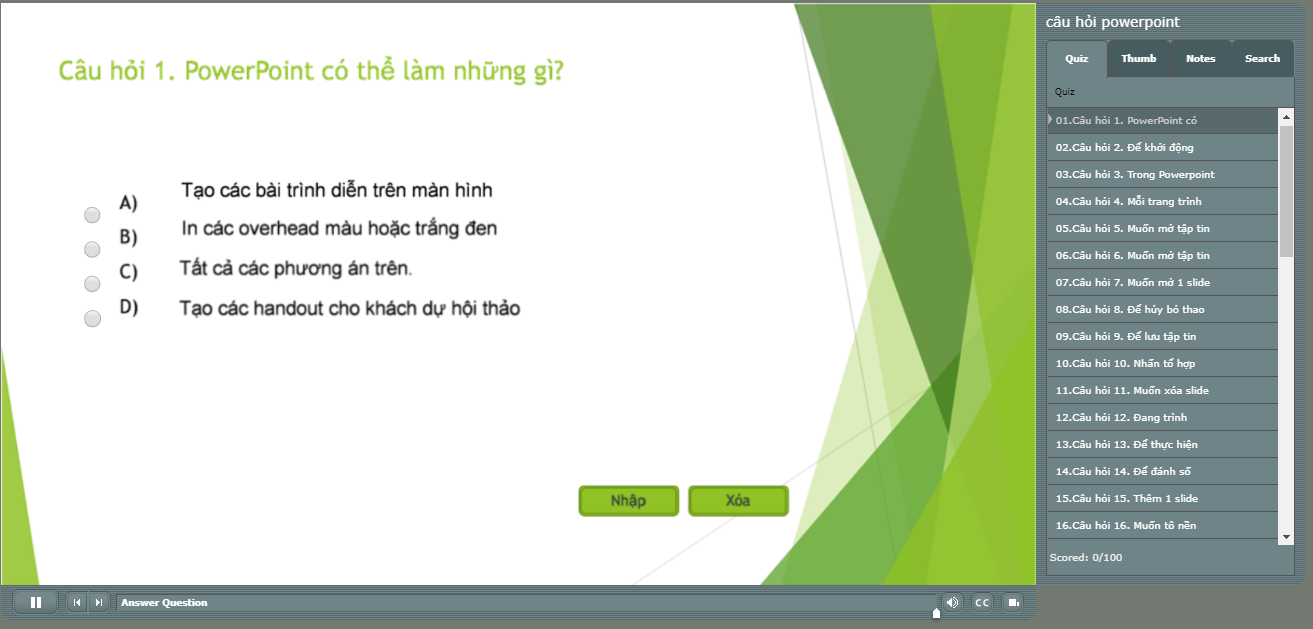 Câu hỏi 1. PowerPoint có thể làm những gì?
A) Tạo các bài trình diễn trên màn hình
B) In các overhead màu hoặc trắng đen
C) Tất cả các phương án trên.
D) Tạo các handout cho khách dự hội thảo
Nhập Xóa
Answer Question
CC
câu hỏi powerpoint
Quiz Thumb Notes Search
Quiz
01.Câu hỏi 1. PowerPoint có
02.Câu hỏi 2. Để khởi động
03.Câu hỏi 3. Trong Powerpoint
04.Câu hỏi 4. Mỗi trang trình
05.Câu hỏi 5. Muốn mở tập tin
06.Câu hỏi 6. Muốn mở tập tin
07.Câu hỏi 7. Muốn mở 1 slide
08.Câu hỏi 8. Để hủy bỏ thao
09.Câu hỏi 9. Để lưu tập tin
10.Câu hỏi 10. Nhấn tổ hợp
11.Câu hỏi 11. Muốn xóa slide
12.Câu hỏi 12. Đang trình
13.Câu hỏi 13. Để thực hiện
14.Câu hỏi 14. Để đánh số
15.Câu hỏi 15. Thêm 1 slide
16.Câu hỏi 16. Muốn tô nền
Scored: 0/100